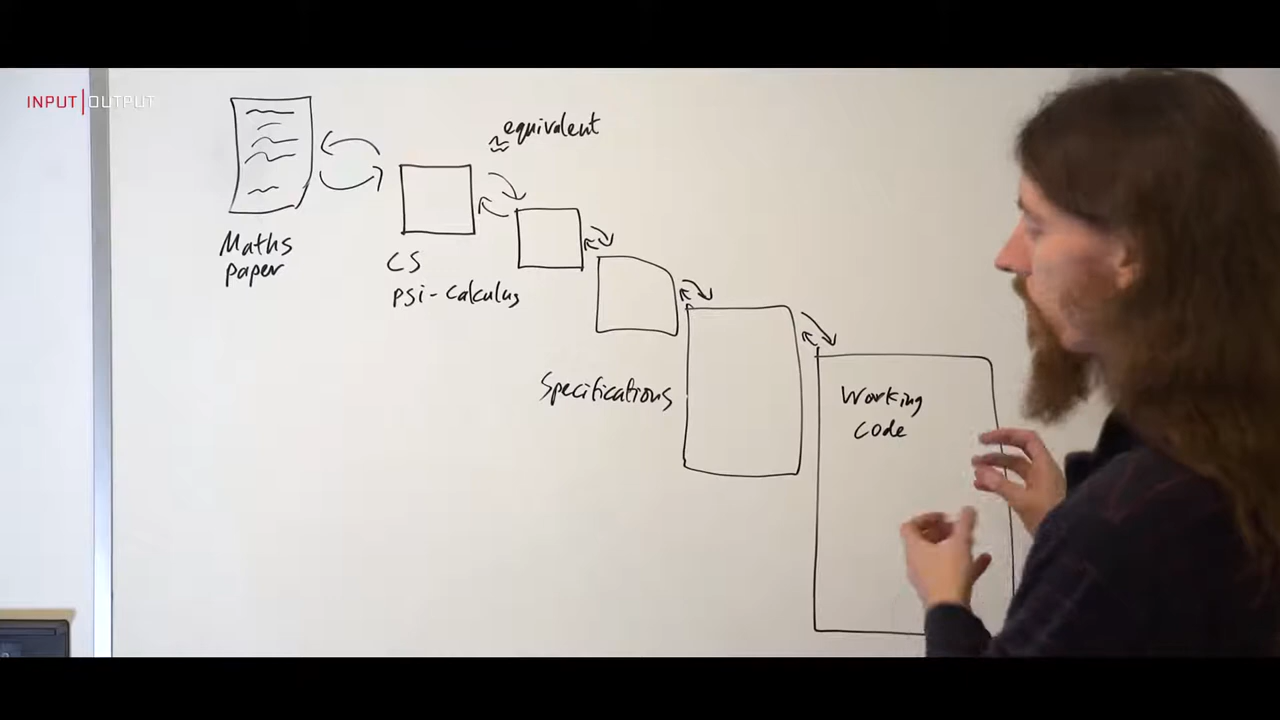 INPUT|OUTPUT
≈ equivalent
Maths
paper
CS
psi-calculus
Specifications
Working
code